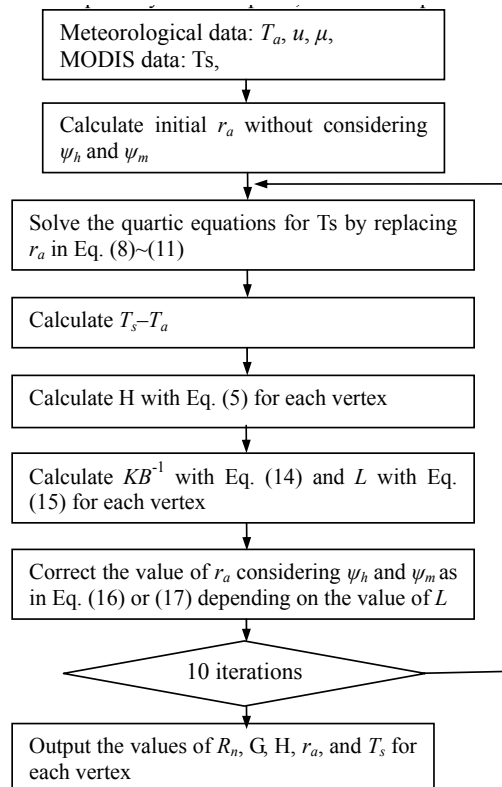 Meteorological data: Tₐ, u, μ,
MODIS data: Ts,
Calculate initial rₐ without considering
ψₕ and ψₘ
Solve the quartic equations for Ts by replacing
rₐ in Eq. (8)~(11)
Calculate Tₛ–Tₐ
Calculate H with Eq. (5) for each vertex
Calculate KB⁻¹ with Eq. (14) and L with Eq.
(15) for each vertex
Correct the value of rₐ considering ψₕ and ψₘ as
in Eq. (16) or (17) depending on the value of L
10 iterations
Output the values of Rₙ, G, H, rₐ, and Tₛ for
each vertex